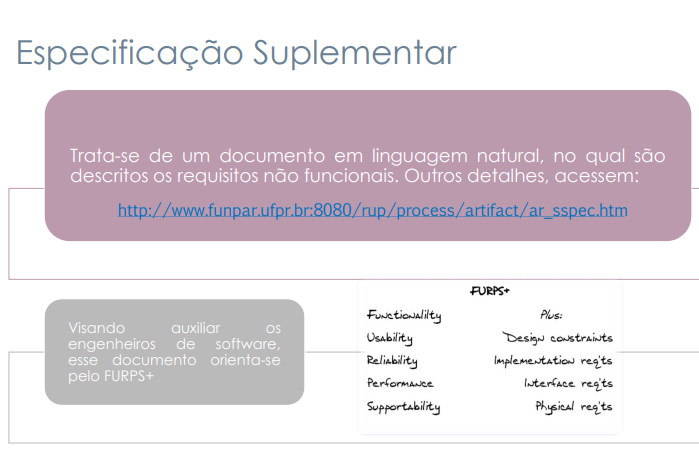 Especificação Suplementar
Trata-se de um documento em linguagem natural, no qual são
descritos os requisitos não funcionais. Outros detalhes, acessem:
http://www.funpar.ufpr.br:8080/rup/process/artifact/ar_sspec.htm
Visando auxiliar os
engenheiros de software,
esse documento orienta-se
pelo FURPS+
FURPS+
Functionality
Usability
Reliability
Performance
Supportability
Plus:
Design constraints
Implementation req'ts
Interface req'ts
Physical req'ts